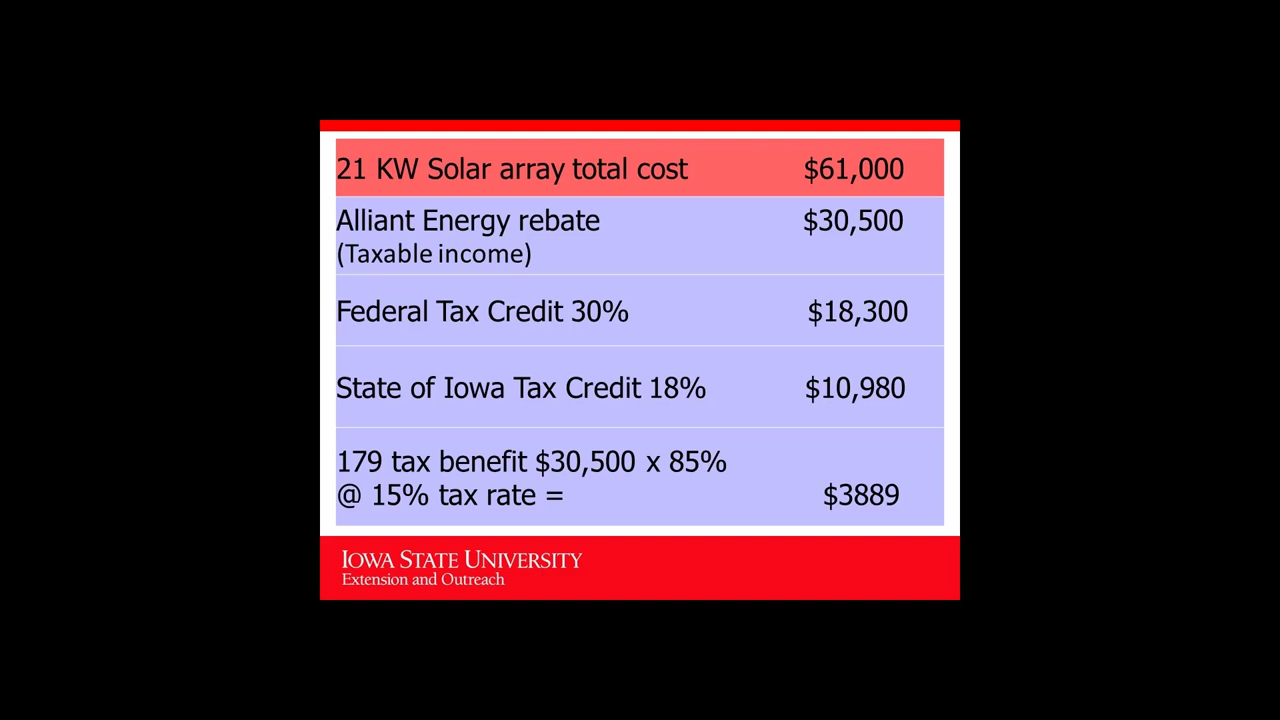 21 KW Solar array total cost $61,000
Alliant Energy rebate $30,500
(Taxable income)
Federal Tax Credit 30% $18,300
State of Iowa Tax Credit 18% $10,980
179 tax benefit $30,500 x 85%
@ 15% tax rate = $3889
IOWA STATE UNIVERSITY
Extension and Outreach